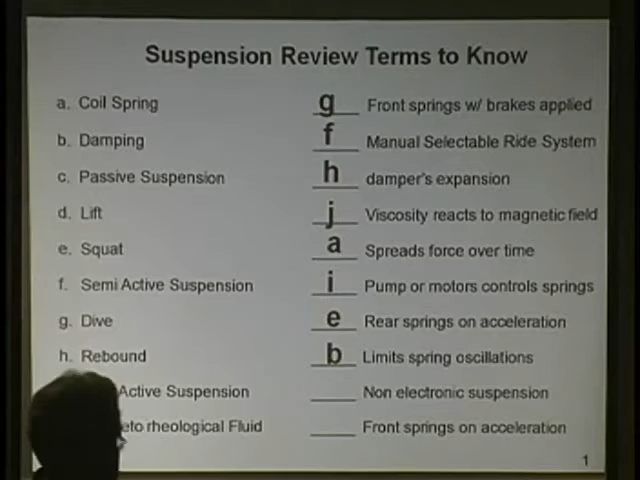 Suspension Review Terms to Know
a. Coil Spring g Front springs w/ brakes applied
b. Damping f Manual Selectable Ride System
c. Passive Suspension h damper's expansion
d. Lift j Viscosity reacts to magnetic field
e. Squat a Spreads force over time
f. Semi Active Suspension i Pump or motors controls springs
g. Dive e Rear springs on acceleration
h. Rebound b Limits spring oscillations
Active Suspension ____ Non electronic suspension
rheological Fluid ____ Front springs on acceleration
1